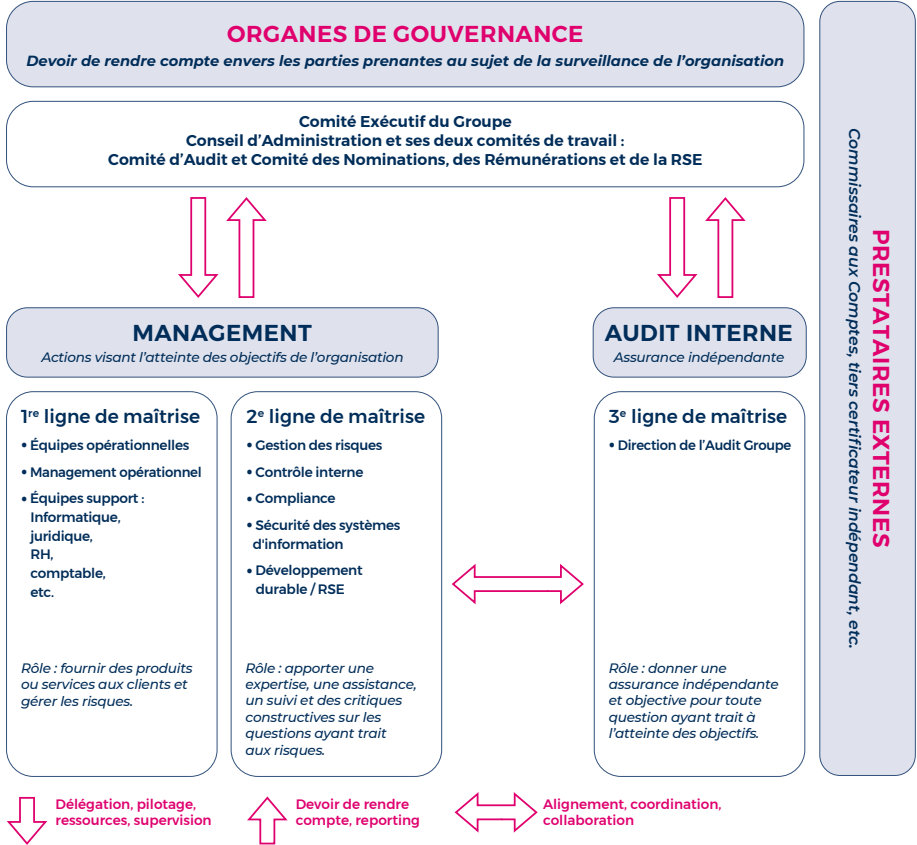 ORGANES DE GOUVERNANCE
Devoir de rendre compte envers les parties prenantes au sujet de la surveillance de l’organisation
Comité Exécutif du Groupe
Conseil d’Administration et ses deux comités de travail :
Comité d’Audit et Comité des Nominations, des Rémunérations et de la RSE
MANAGEMENT
Actions visant l’atteinte des objectifs de l’organisation
AUDIT INTERNE
Assurance indépendante
1re ligne de maîtrise
• Équipes opérationnelles
• Management opérationnel
• Équipes support :
Informatique,
juridique,
RH,
comptable,
etc.
Rôle : fournir des produits
ou services aux clients et
gérer les risques.
2e ligne de maîtrise
• Gestion des risques
• Contrôle interne
• Compliance
• Sécurité des systèmes
d'information
• Développement
durable / RSE
Rôle : apporter une
expertise, une assistance,
un suivi et des critiques
constructives sur les
questions ayant trait
aux risques.
3e ligne de maîtrise
• Direction de l’Audit Groupe
Rôle : donner une
assurance indépendante
et objective pour toute
question ayant trait à
l’atteinte des objectifs.
PRESTATAIRES EXTERNES
Commissaires aux Comptes, tiers certificateur indépendant, etc.
Délégation, pilotage,
ressources, supervision
Devoir de rendre
compte, reporting
Alignement, coordination,
collaboration